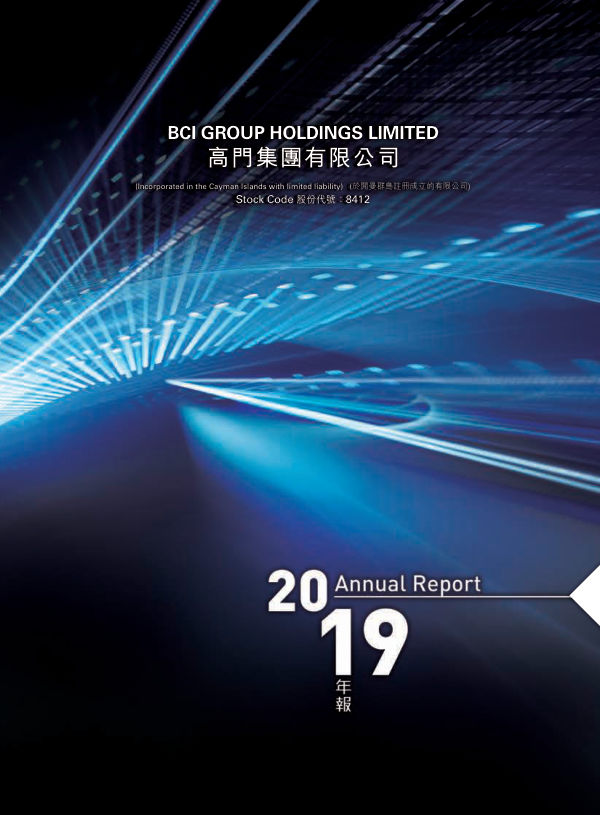 BCI GROUP HOLDINGS LIMITED
高門集團有限公司
(Incorporated in the Cayman Islands with limited liability) (於開曼群島註冊成立的有限公司)
Stock Code 股份代號：8412
20 Annual Report
19
年報